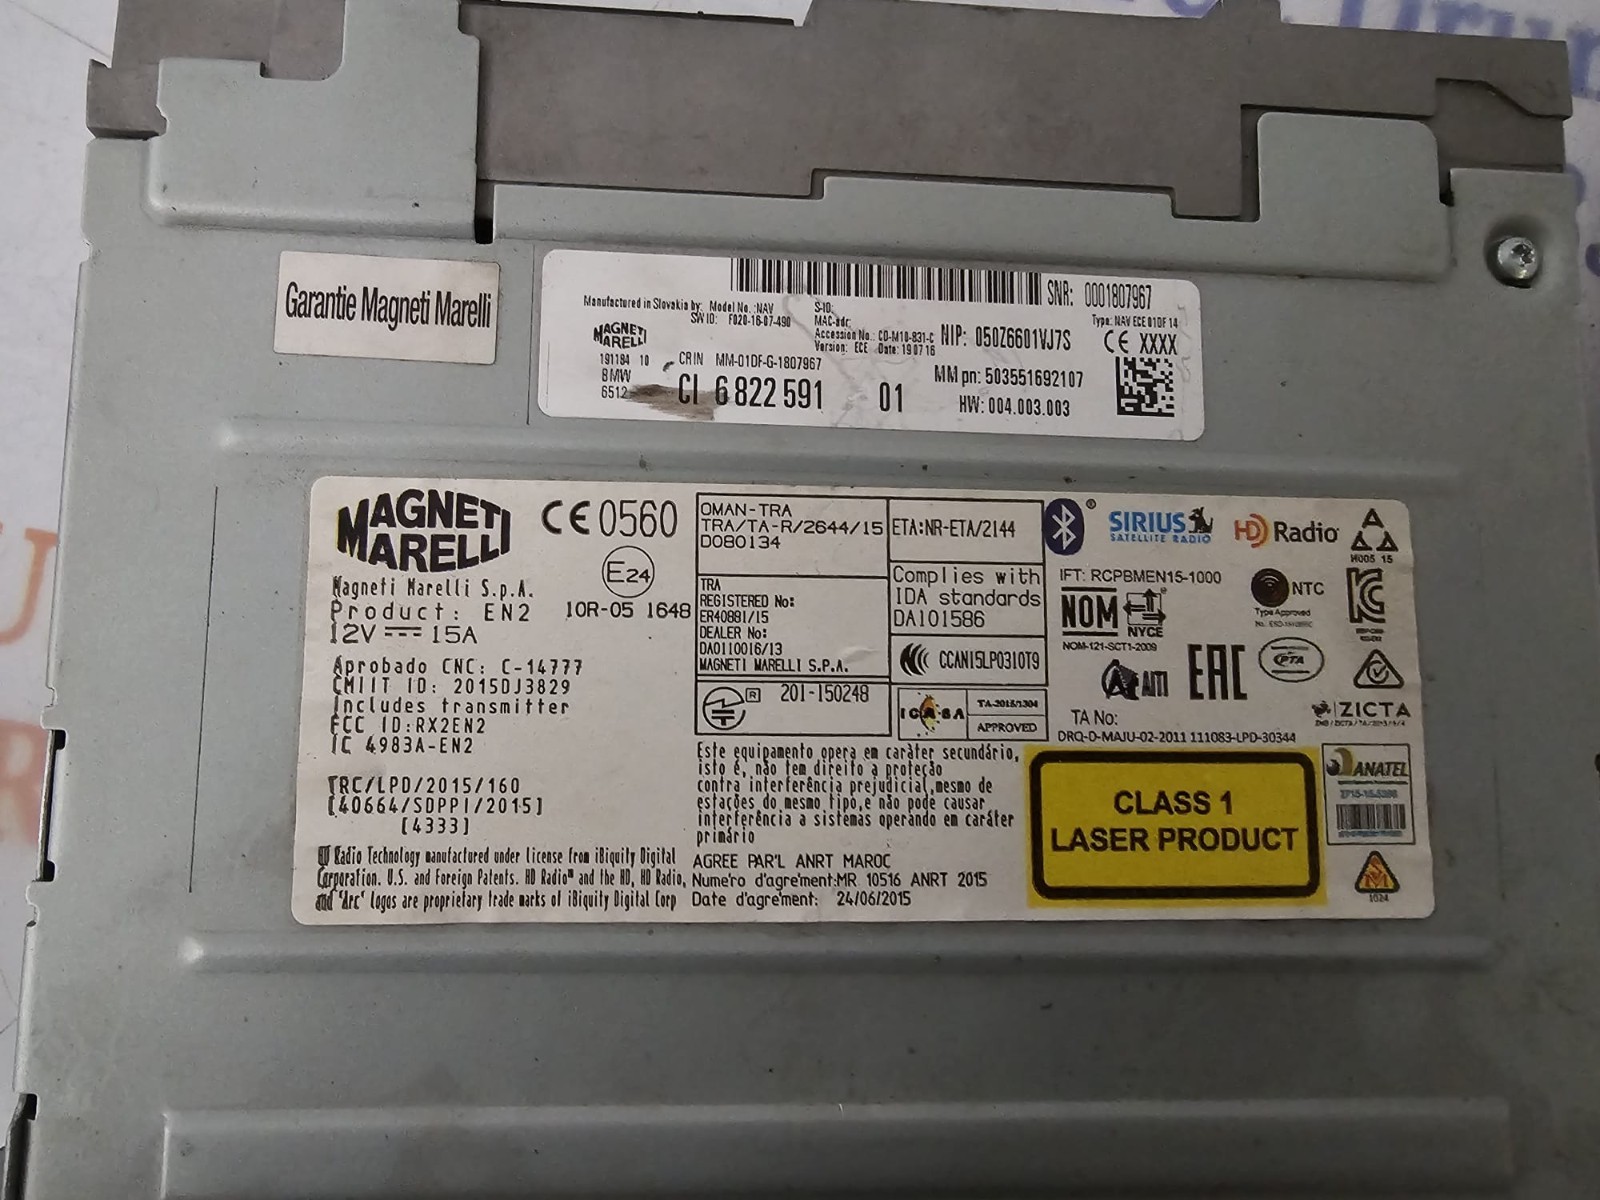 Garantie Magneti Marelli
SNR: 0001807967
Manufactured in Slovakia by: Model No.:NAV
SW ID: F020-16-07-490
S-ID:
MAC-adr:
Accession No.: CD-M10-831-C
Version: ECE Date: 190716
NIP: 050Z6601VJ7S
Type: NAV ECE 01DF 14
CE XXXX
MAGNETI
MARELLI
191184 10
CRIN MM-01DF-G-1807967
BMW
6512
CI 6 822 591 01
MM pn: 503551692107
HW: 004.003.003
MAGNETI
MARELLI
CE 0560
E24
10R-05 1648
Magneti Marelli S.p.A.
Product: EN2
12V 15A
Aprobado CNC: C-14777
CMIIT ID: 2015DJ3829
Includes transmitter
FCC ID:RX2EN2
IC 4983A-EN2
TRC/LPD/2015/160
[40664/SDPPI/2015]
[4333]
HD Radio Technology manufactured under license from iBiquity Digital
Corporation. U.S. and Foreign Patents. HD Radio™ and the HD, HD Radio,
and "Arc" logos are proprietary trade marks of iBiquity Digital Corp
OMAN-TRA
TRA/TA-R/2644/15
D080134
TRA
REGISTERED No:
ER40881/15
DEALER No:
DA0110016/13
MAGNETI MARELLI S.P.A.
R 201-150248
ETA:NR-ETA/2144
Complies with
IDA standards
DA101586
CCAN15LP0310T9
ICASA
TA-2015/1304
APPROVED
Este equipamento opera em caráter secundário,
isto é, não tem direito a proteção
contra interferência prejudicial,mesmo de
estações do mesmo tipo,e não pode causar
interferência a sistemas operando em caráter
primário
AGREE PAR'L ANRT MAROC
Nume'ro d'agrement:MR 10516 ANRT 2015
Date d'agrement: 24/06/2015
®
SIRIUS
SATELLITE RADIO
HD Radio
H005 15
IFT: RCPBMEN15-1000
NOM
NYCE
NOM-121-SCT1-2009
NTC
Type Approved
EAC
PTA
TA No:
DRQ-D-MAJU-02-2011 111083-LPD-30344
ZICTA
CLASS 1
LASER PRODUCT
ANATEL
1024